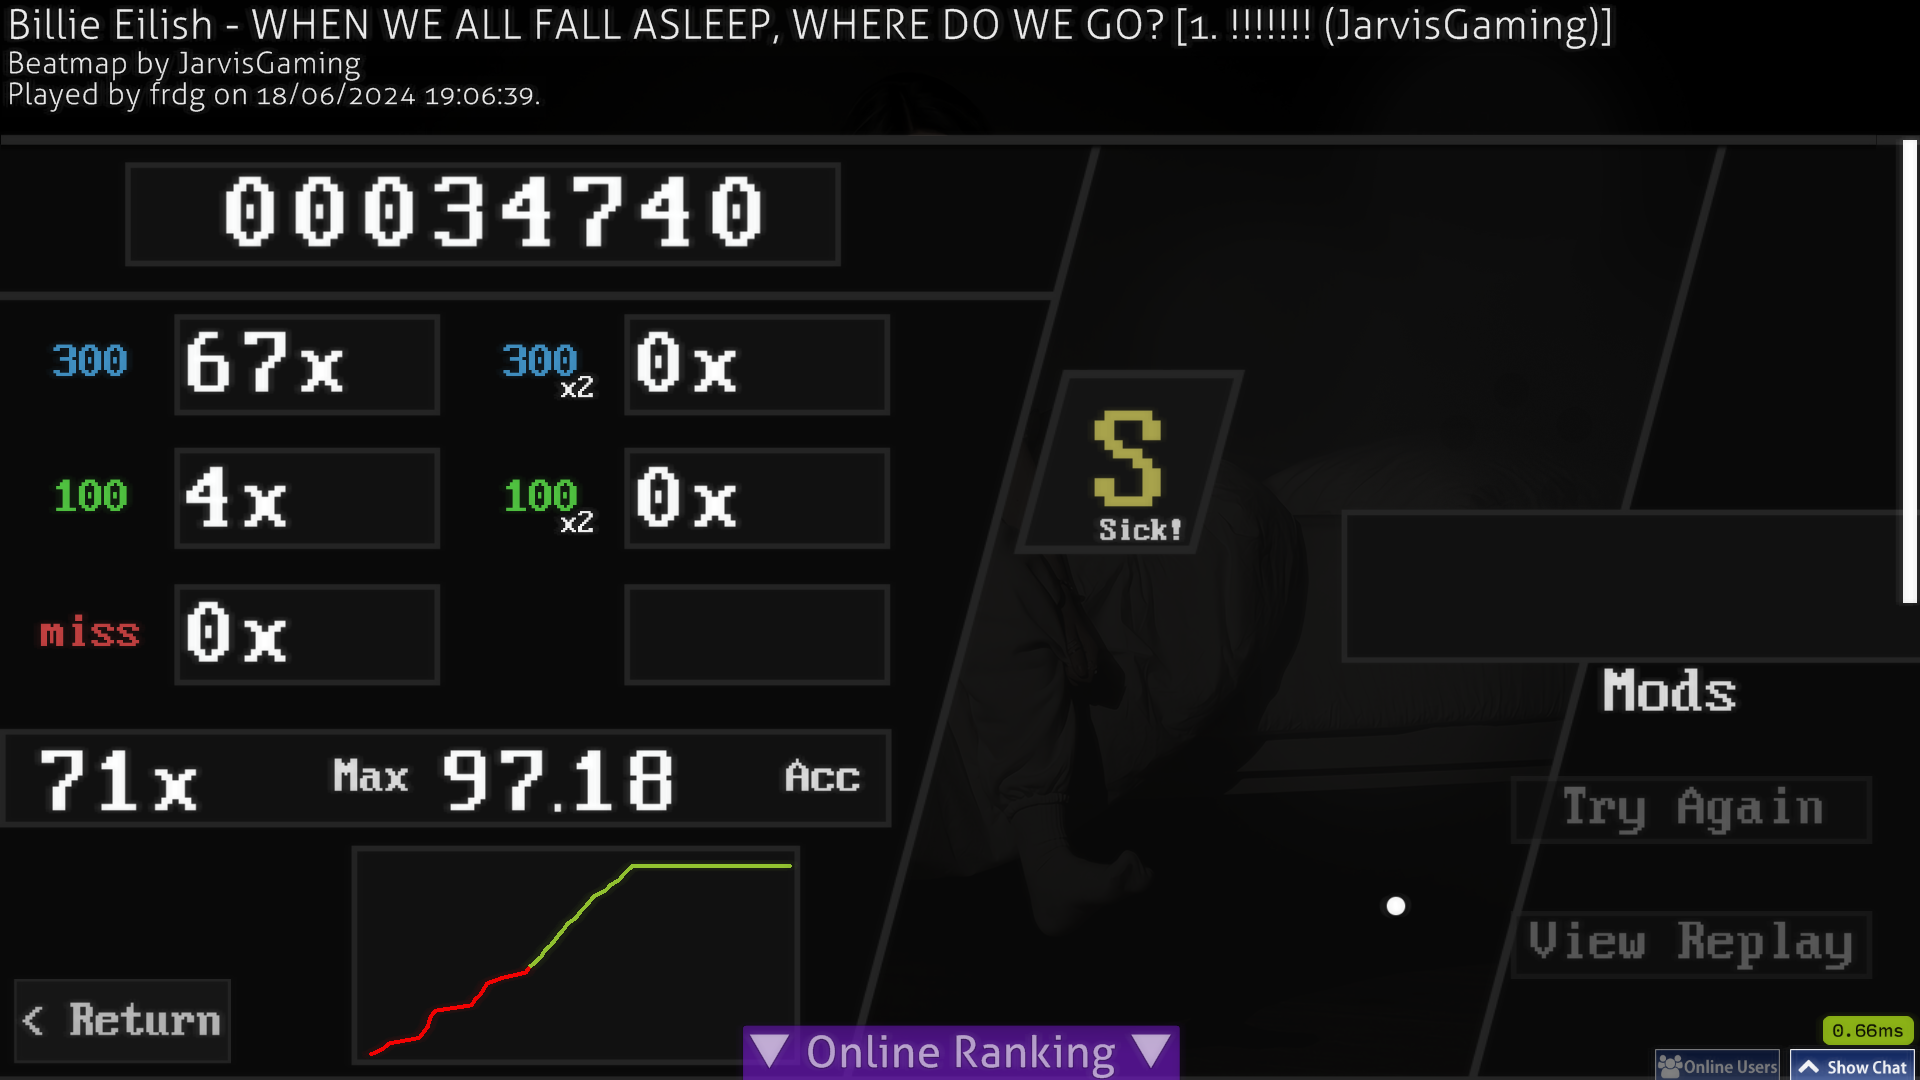 Billie Eilish - WHEN WE ALL FALL ASLEEP, WHERE DO WE GO? [1. !!!!!!! (JarvisGaming)]
Beatmap by JarvisGaming
Played by frdg on 18/06/2024 19:06:39.
00034740
300 67x 300 x2 0x
100 4x 100 x2 0x
miss 0x
S
Sick!
Mods
71x Max 97.18 Acc
Try Again
View Replay
< Return
Online Ranking
0.66ms
Online Users
Show Chat